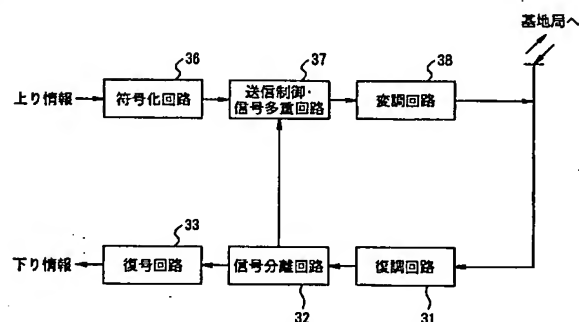 基地局へ
36
37
38
上り情報
符号化回路
送信制御・
信号多重回路
変調回路
33
下り情報
復号回路
信号分離回路
復調回路
32
31